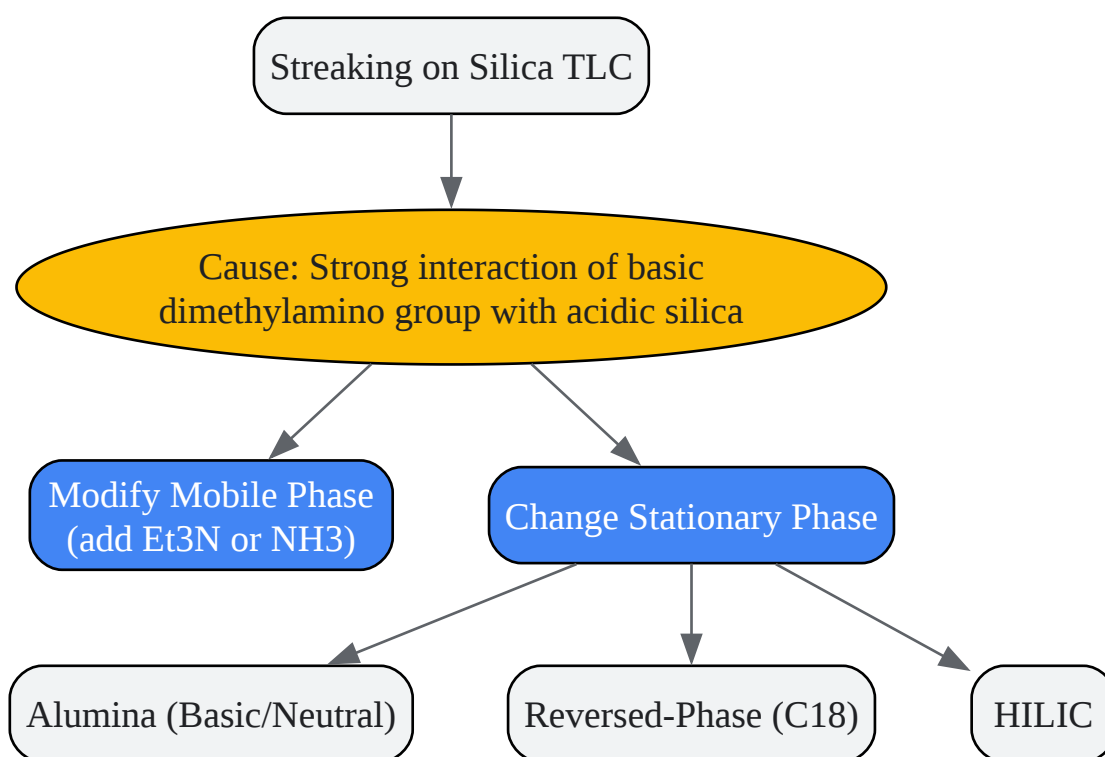 Streaking on Silica TLC
Cause: Strong interaction of basic
dimethylamino group with acidic silica
Modify Mobile Phase
(add Et3N or NH3)
Change Stationary Phase
Alumina (Basic/Neutral)
Reversed-Phase (C18)
HILIC